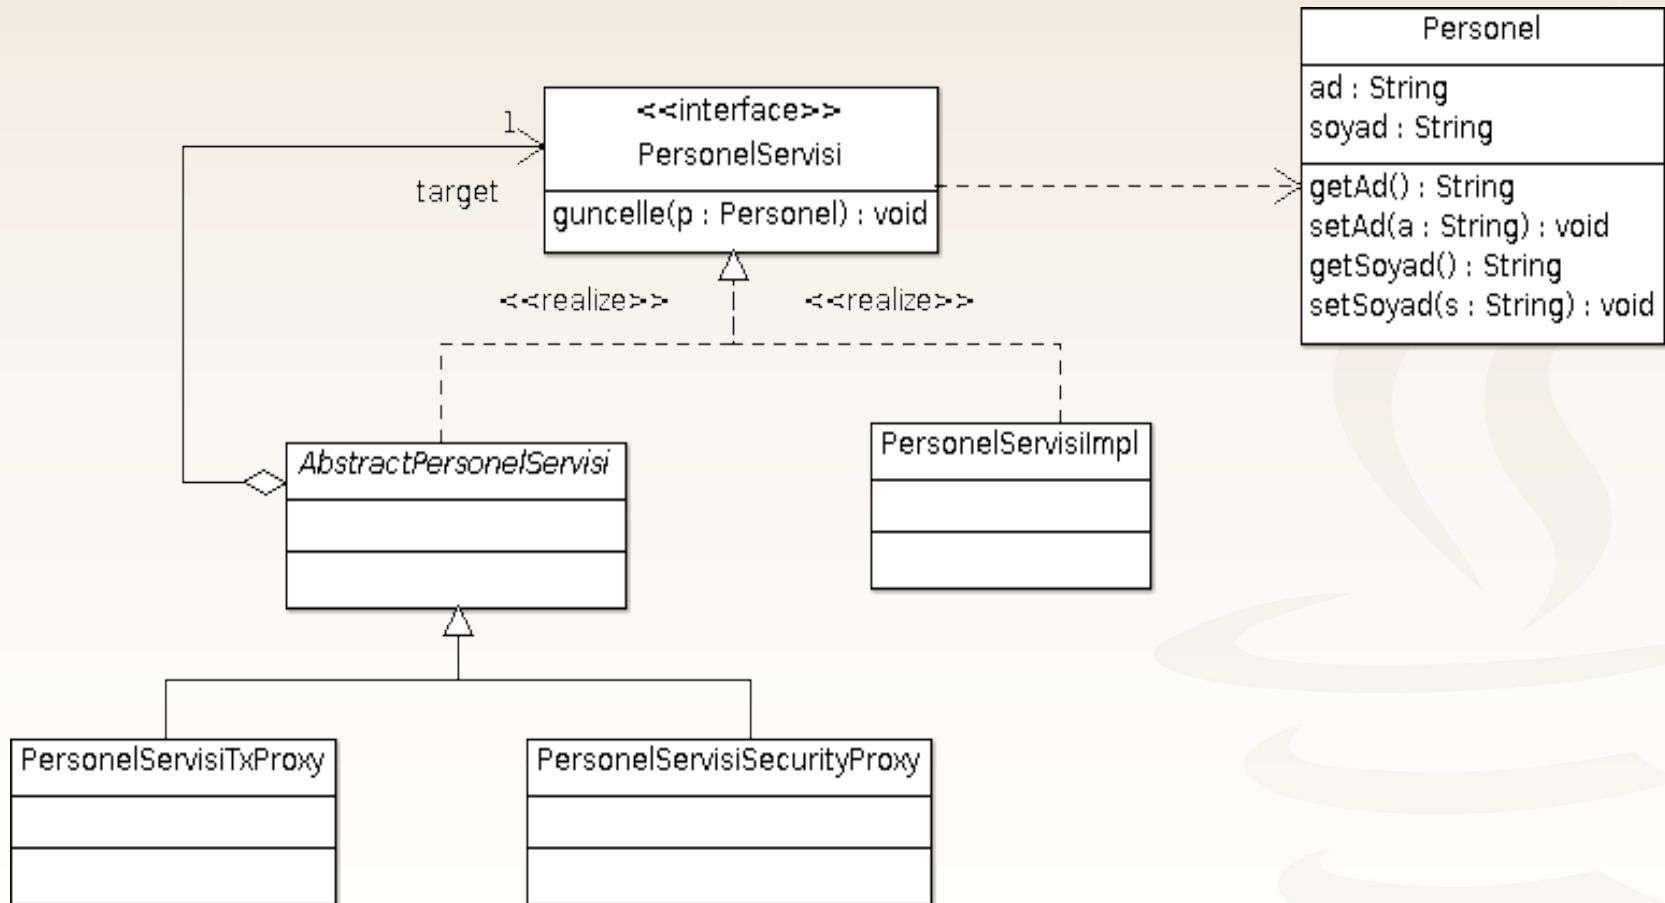 Personel
ad : String
soyad : String
getAd() : String
setAd(a : String) : void
getSoyad() : String
setSoyad(s : String) : void
<<interface>>
PersonelServisi
guncelle(p : Personel) : void
1
target
<<realize>>
<<realize>>
AbstractPersonelServisi
PersonelServisiImpl
PersonelServisiTxProxy
PersonelServisiSecurityProxy